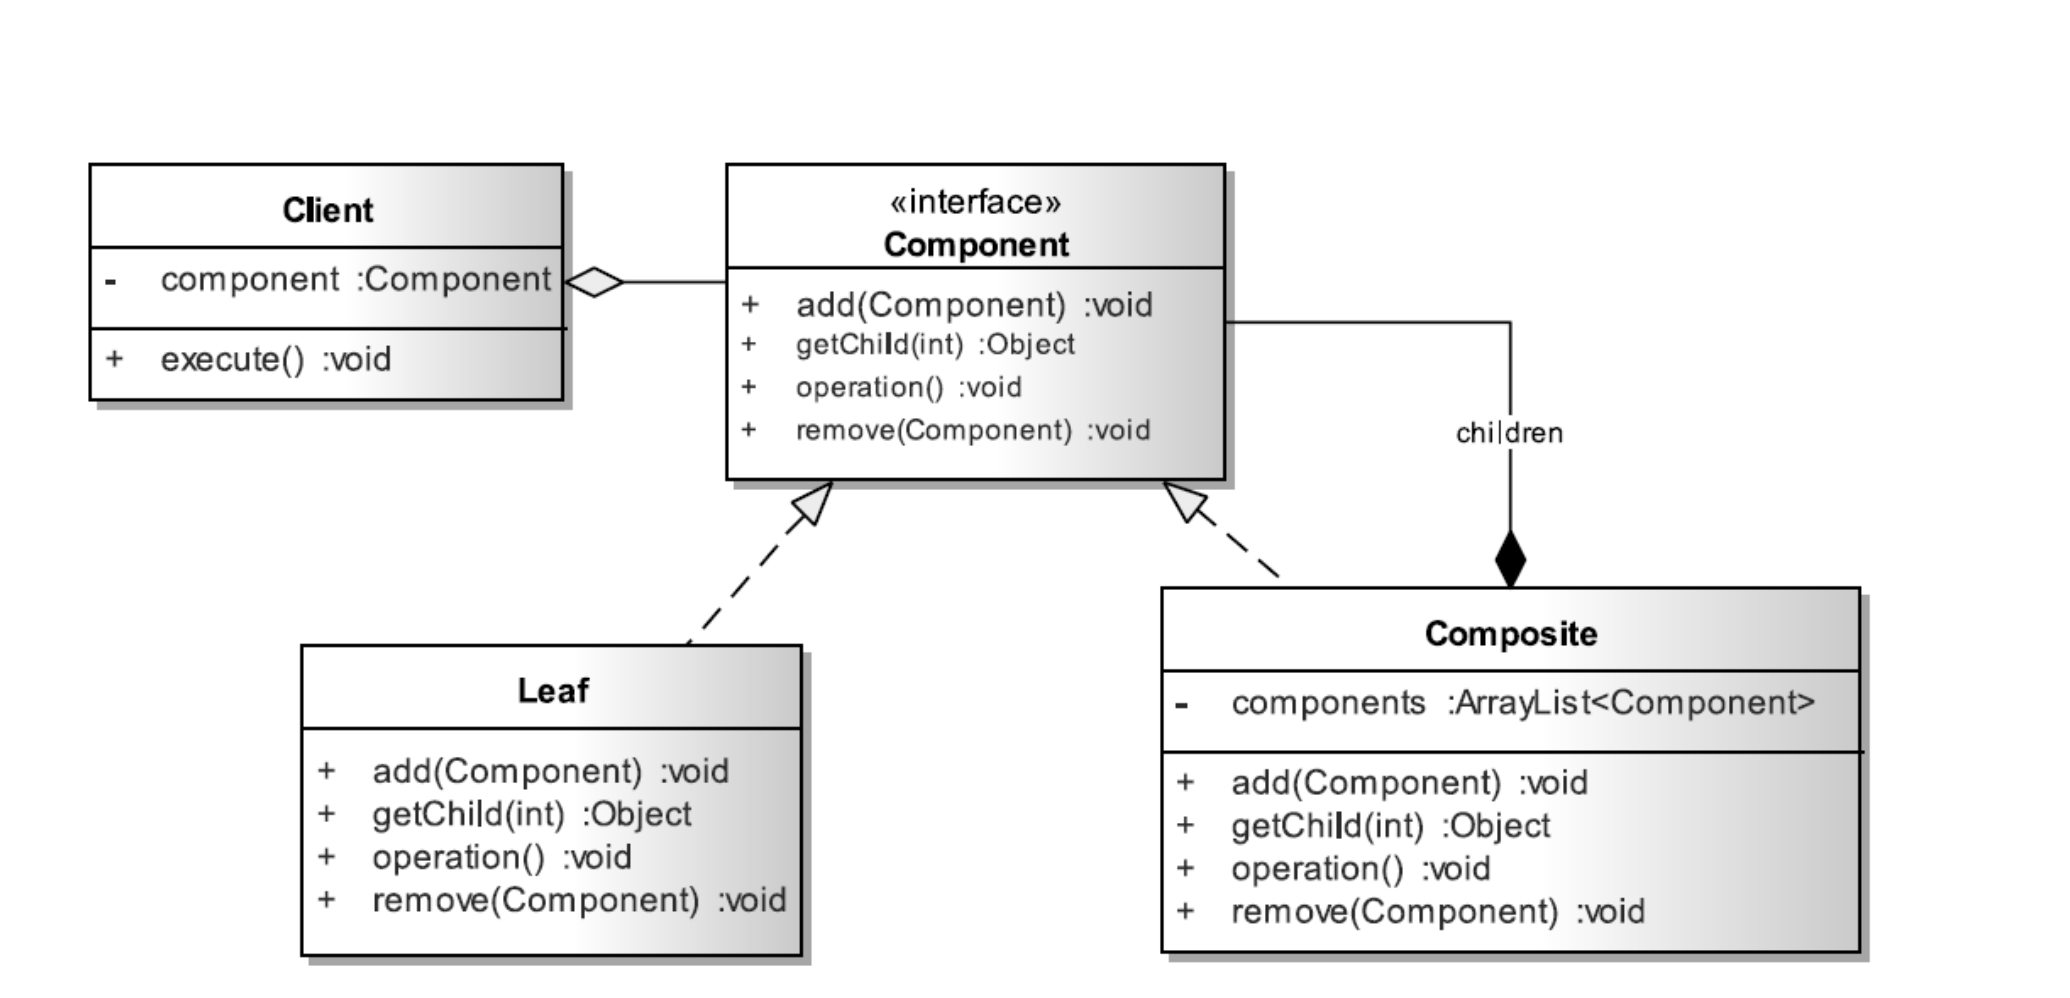 Client
- component :Component
+ execute() :void
«interface»
Component
+ add(Component) :void
+ getChild(int) :Object
+ operation() :void
+ remove(Component) :void
children
Leaf
+ add(Component) :void
+ getChild(int) :Object
+ operation() :void
+ remove(Component) :void
Composite
- components :ArrayList<Component>
+ add(Component) :void
+ getChild(int) :Object
+ operation() :void
+ remove(Component) :void